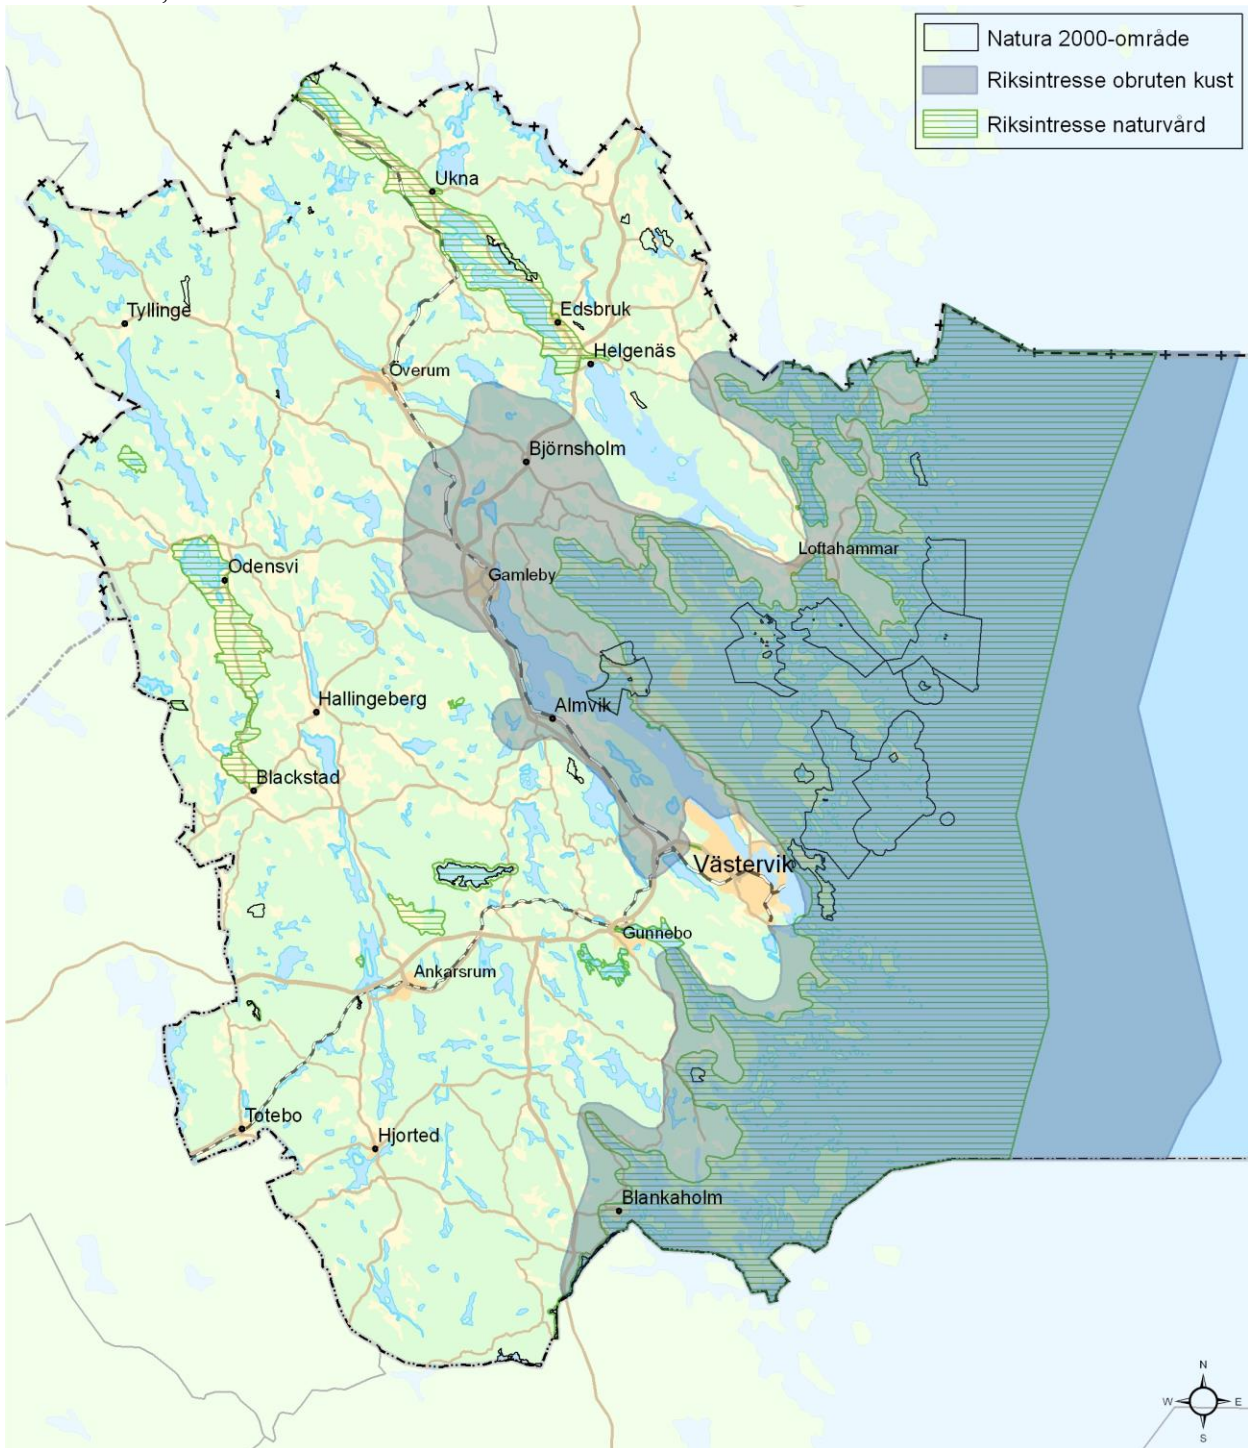 Natura 2000-område
Riksintresse obruten kust
Riksintresse naturvård
Ukna
Tyllinge
Edsbruk
Helgenäs
Överum
Björnsholm
Loftahammar
Odensvi
Gamleby
Hallingeberg
Almvik
Blackstad
Västervik
Gunnebo
Ankarsrum
Totebo
Hjorted
Blankaholm
N
W
E
S